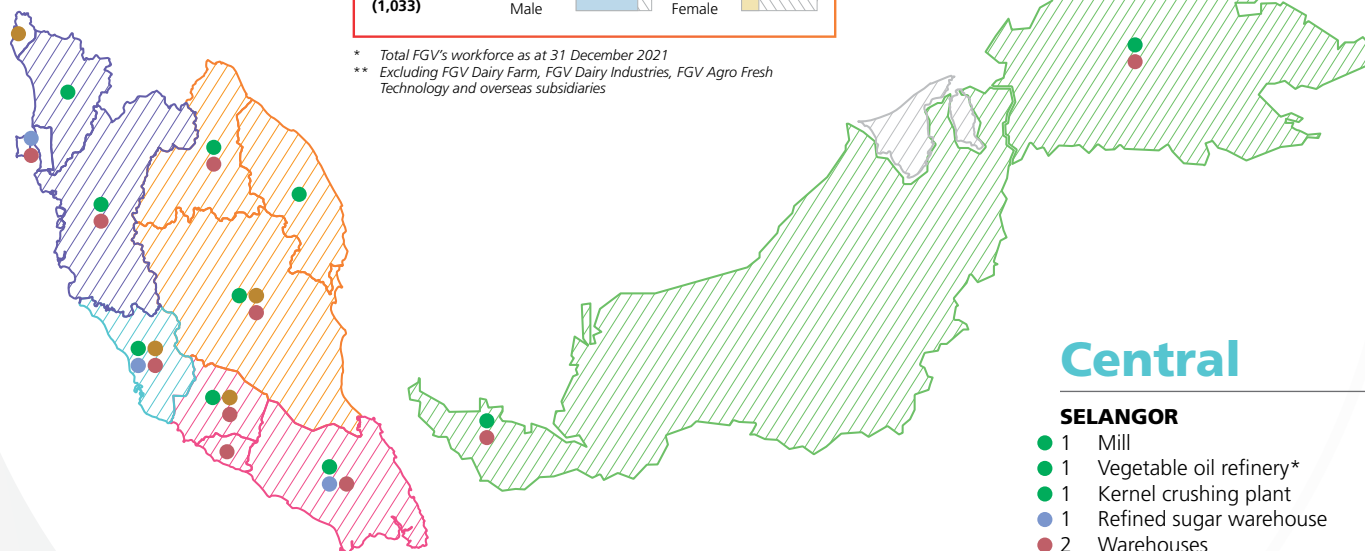 (1,033)
Male
Female
* Total FGV's workforce as at 31 December 2021
** Excluding FGV Dairy Farm, FGV Dairy Industries, FGV Agro Fresh
Technology and overseas subsidiaries
Central
SELANGOR
1 Mill
1 Vegetable oil refinery*
1 Kernel crushing plant
1 Refined sugar warehouse
2 Warehouses